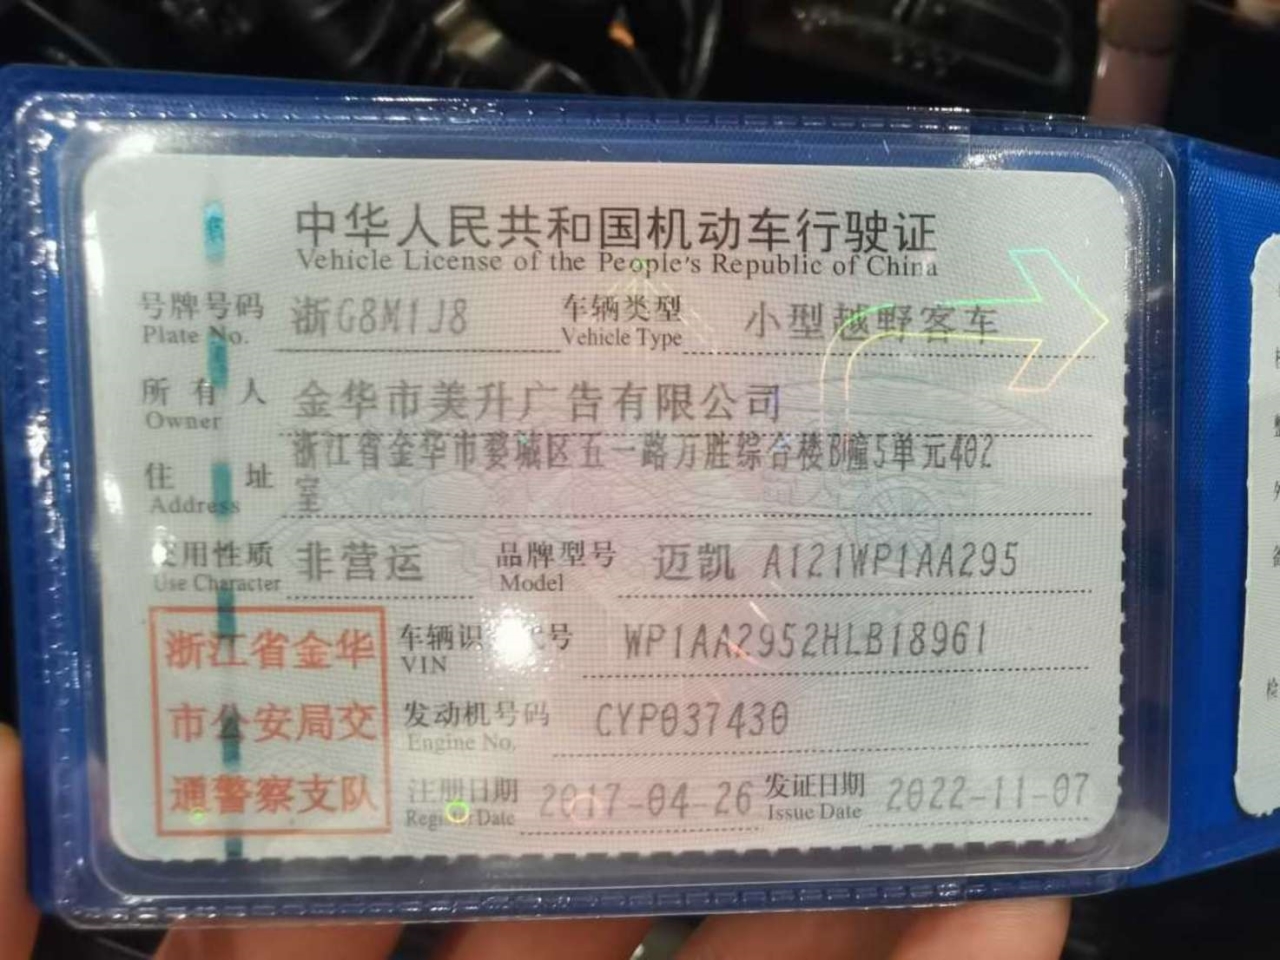 中华人民共和国机动车行驶证
Vehicle License of the People's Republic of China
号牌号码 浙G8M1J8 车辆类型 小型越野客车
Plate No. Vehicle Type
所有人 金华市美升广告有限公司
Owner
浙江省金华市婺城区五一路万胜综合楼B幢5单元402
住址 室
Address
使用性质 非营运 品牌型号 迈凯 A121WP1AA295
Use Character Model
车辆识 代号 WP1AA2952HLB18961
VIN
发动机号码 CYP037430
Engine No.
注册日期 2017-04-26 发证日期 2022-11-07
Register Date Issue Date
浙江省金华
市公安局交
通警察支队